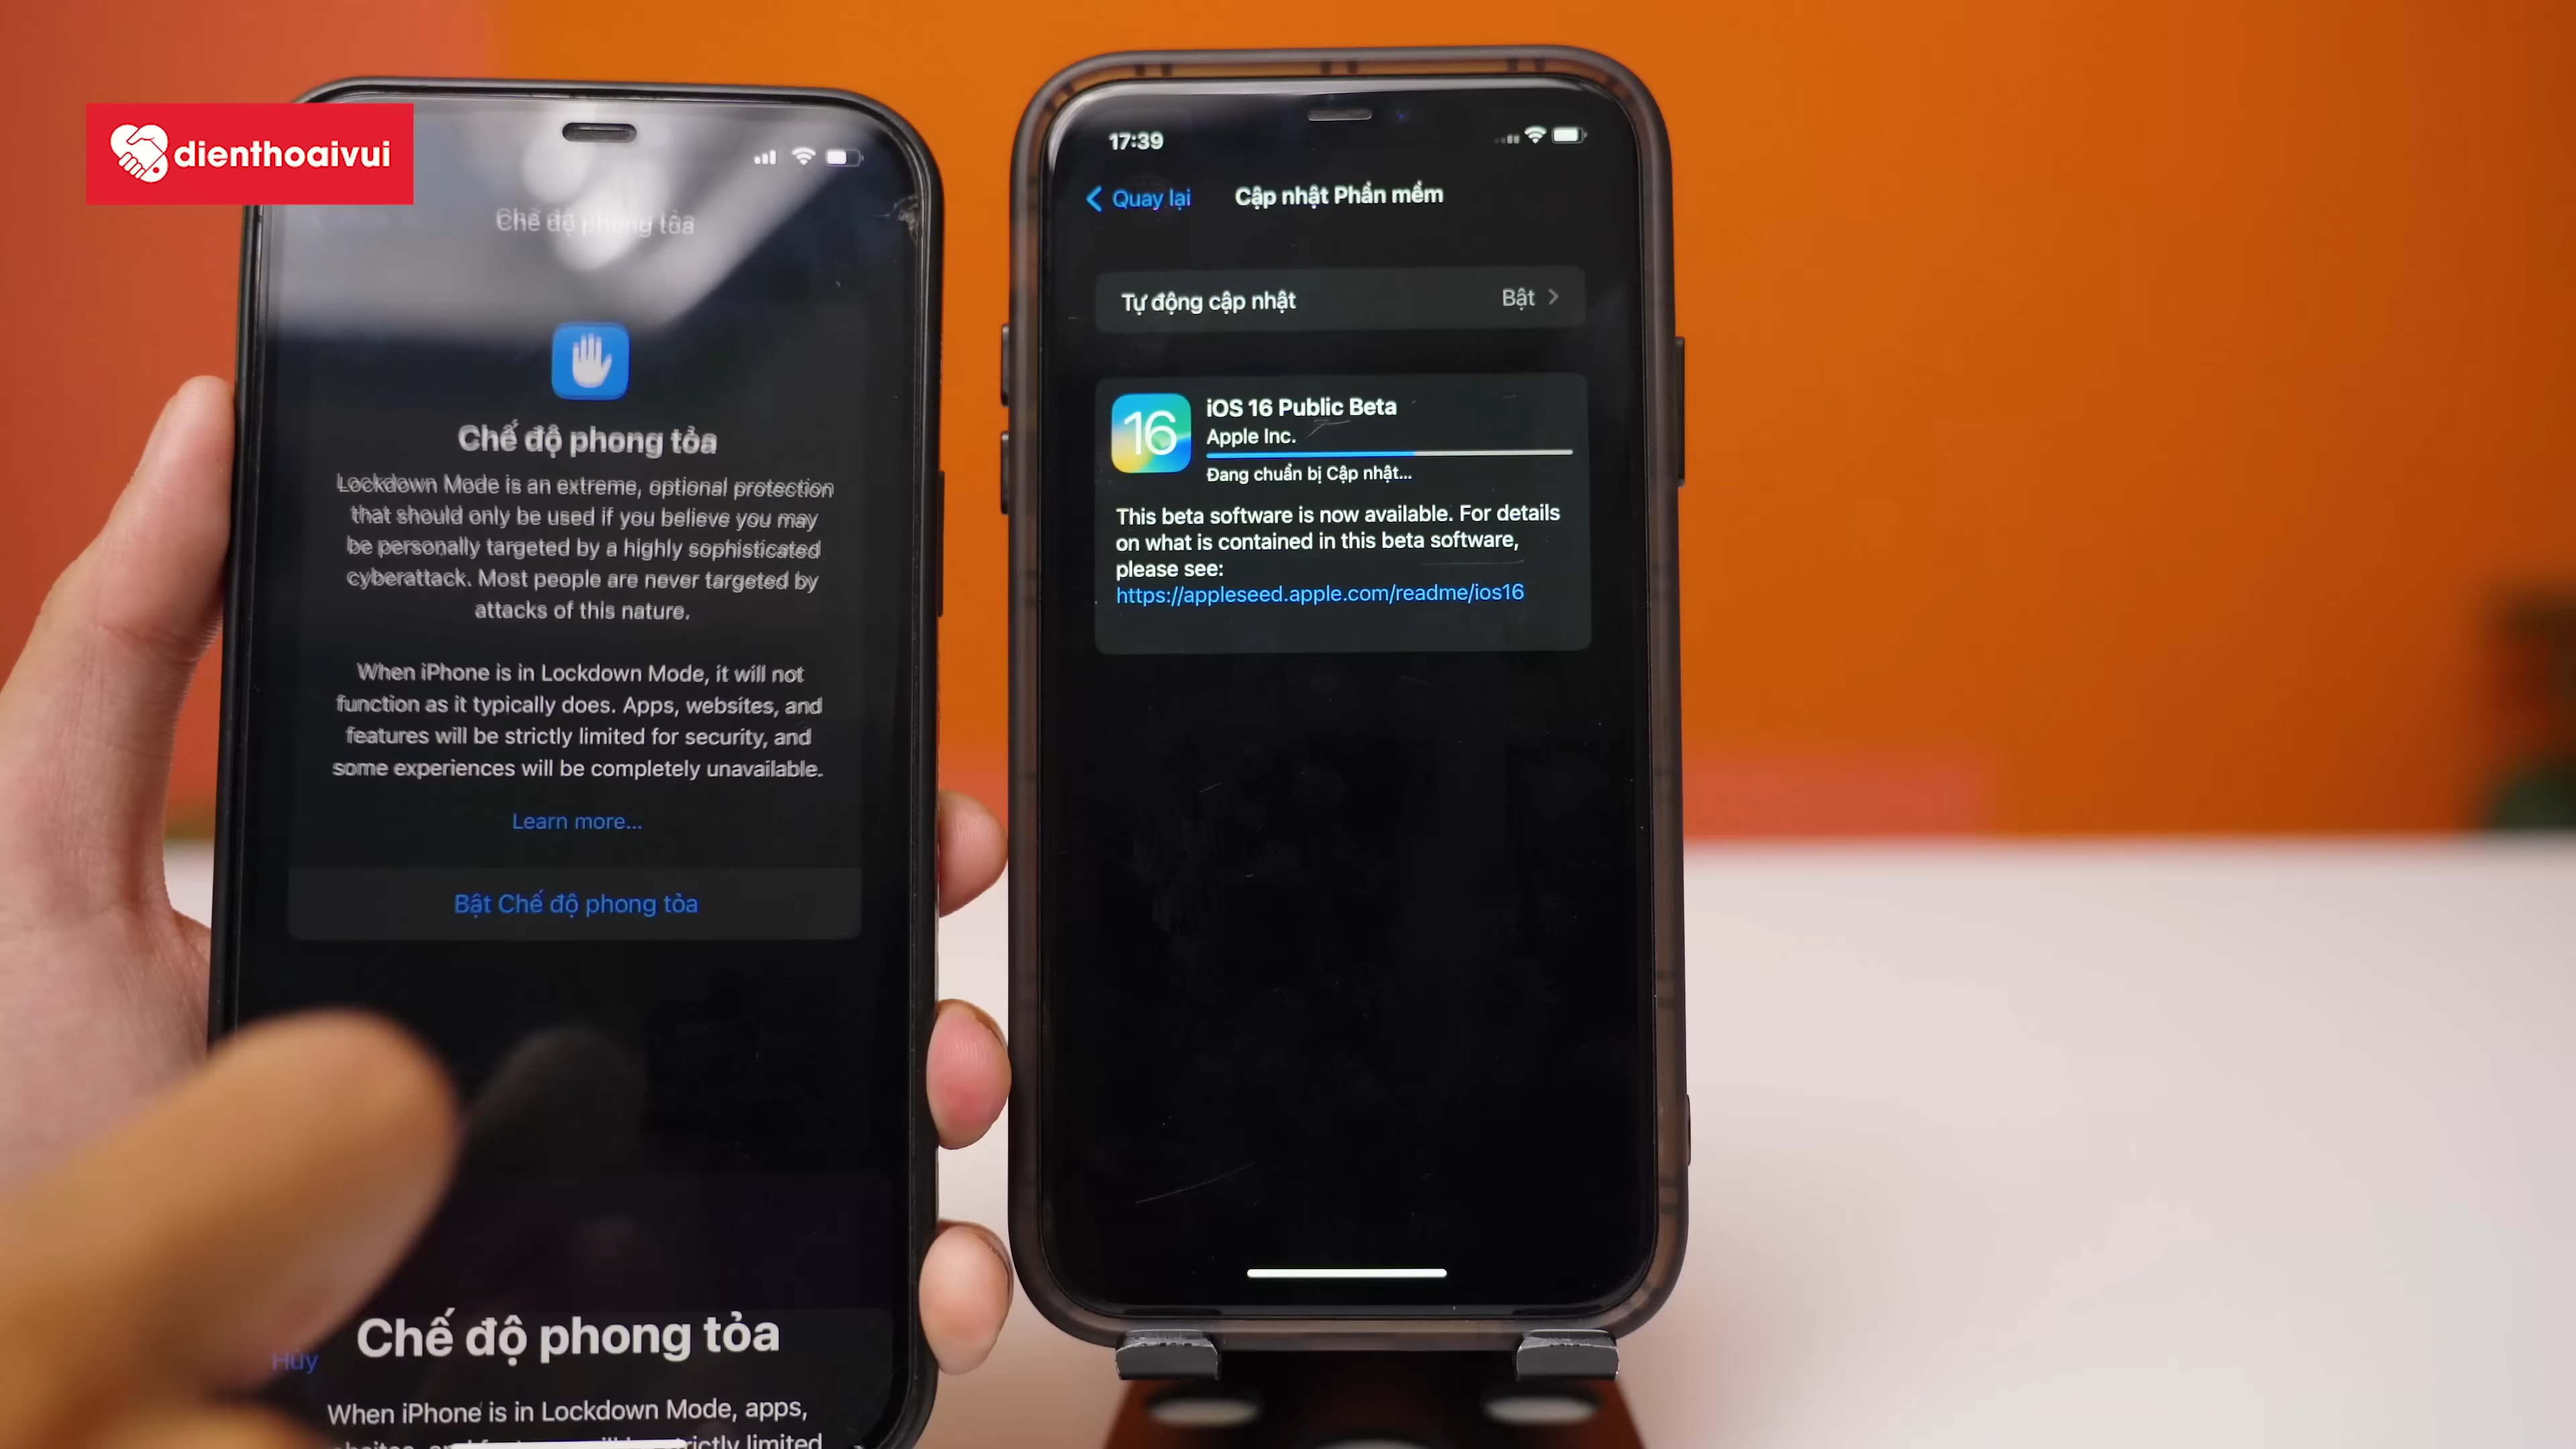 dienthoaivui
Chế độ phong tỏa
Chế độ phong tỏa
Lockdown Mode is an extreme, optional protection
that should only be used if you believe you may
be personally targeted by a highly sophisticated
cyberattack. Most people are never targeted by
attacks of this nature.
When iPhone is in Lockdown Mode, it will not
function as it typically does. Apps, websites, and
features will be strictly limited for security, and
some experiences will be completely unavailable.
Learn more...
Bật Chế độ phong tỏa
Hủy
Chế độ phong tỏa
When iPhone is in Lockdown Mode, apps,
limited
17:39
Quay lại
Cập nhật Phần mềm
Tự động cập nhật
Bật
16
iOS 16 Public Beta
Apple Inc.
Đang chuẩn bị Cập nhật...
This beta software is now available. For details
on what is contained in this beta software,
please see:
https://appleseed.apple.com/readme/ios16